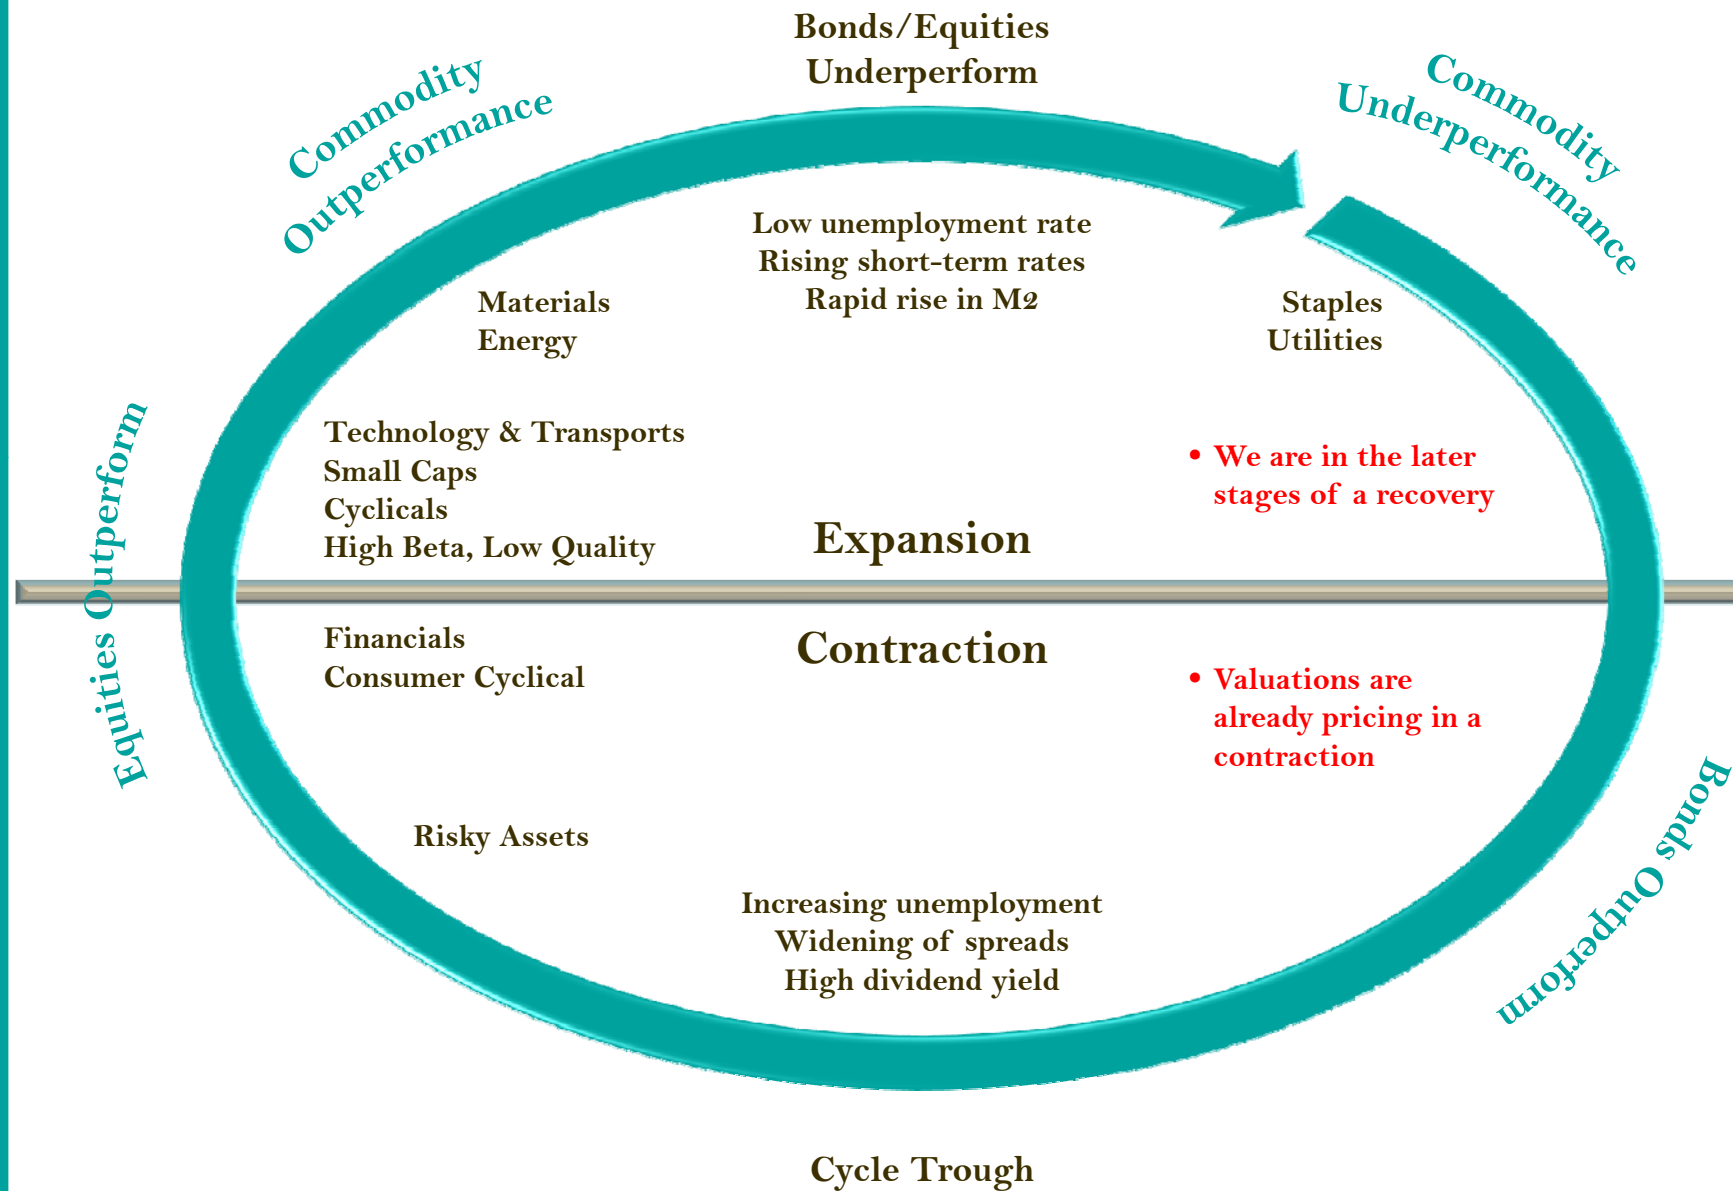 Bonds/Equities
Underperform
Commodity
Outperformance
Commodity
Underperformance
Low unemployment rate
Rising short-term rates
Rapid rise in M2
Materials
Energy
Staples
Utilities
Equities Outperform
Technology & Transports
Small Caps
Cyclicals
High Beta, Low Quality
• We are in the later
stages of a recovery
Expansion
Contraction
Financials
Consumer Cyclical
• Valuations are
already pricing in a
contraction
Bonds Outperform
Risky Assets
Increasing unemployment
Widening of spreads
High dividend yield
Cycle Trough